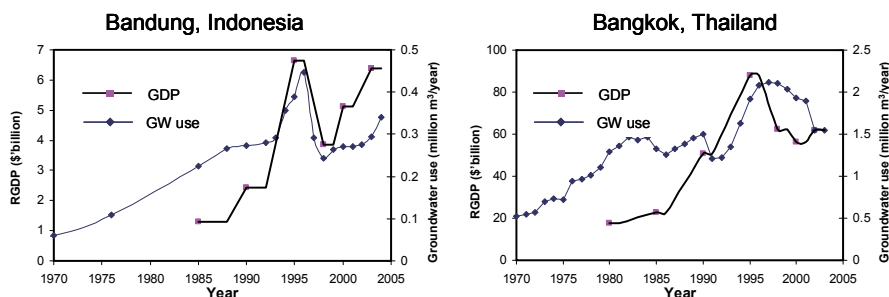 Bandung, Indonesia
7
6
5
4
3
2
1
0
RGDP ($'billion)
GDP
GW use
0.5
0.4
0.3
0.2
0.1
0
Groundwater use (million m³/year)
1970 1975 1980 1985 1990 1995 2000 2005
Year
Bangkok, Thailand
100
80
60
40
20
0
RGDP ($'billion)
GDP
GW use
2.5
2
1.5
1
0.5
0
Groundwater use (million m³/year)
1970 1975 1980 1985 1990 1995 2000 2005
Year